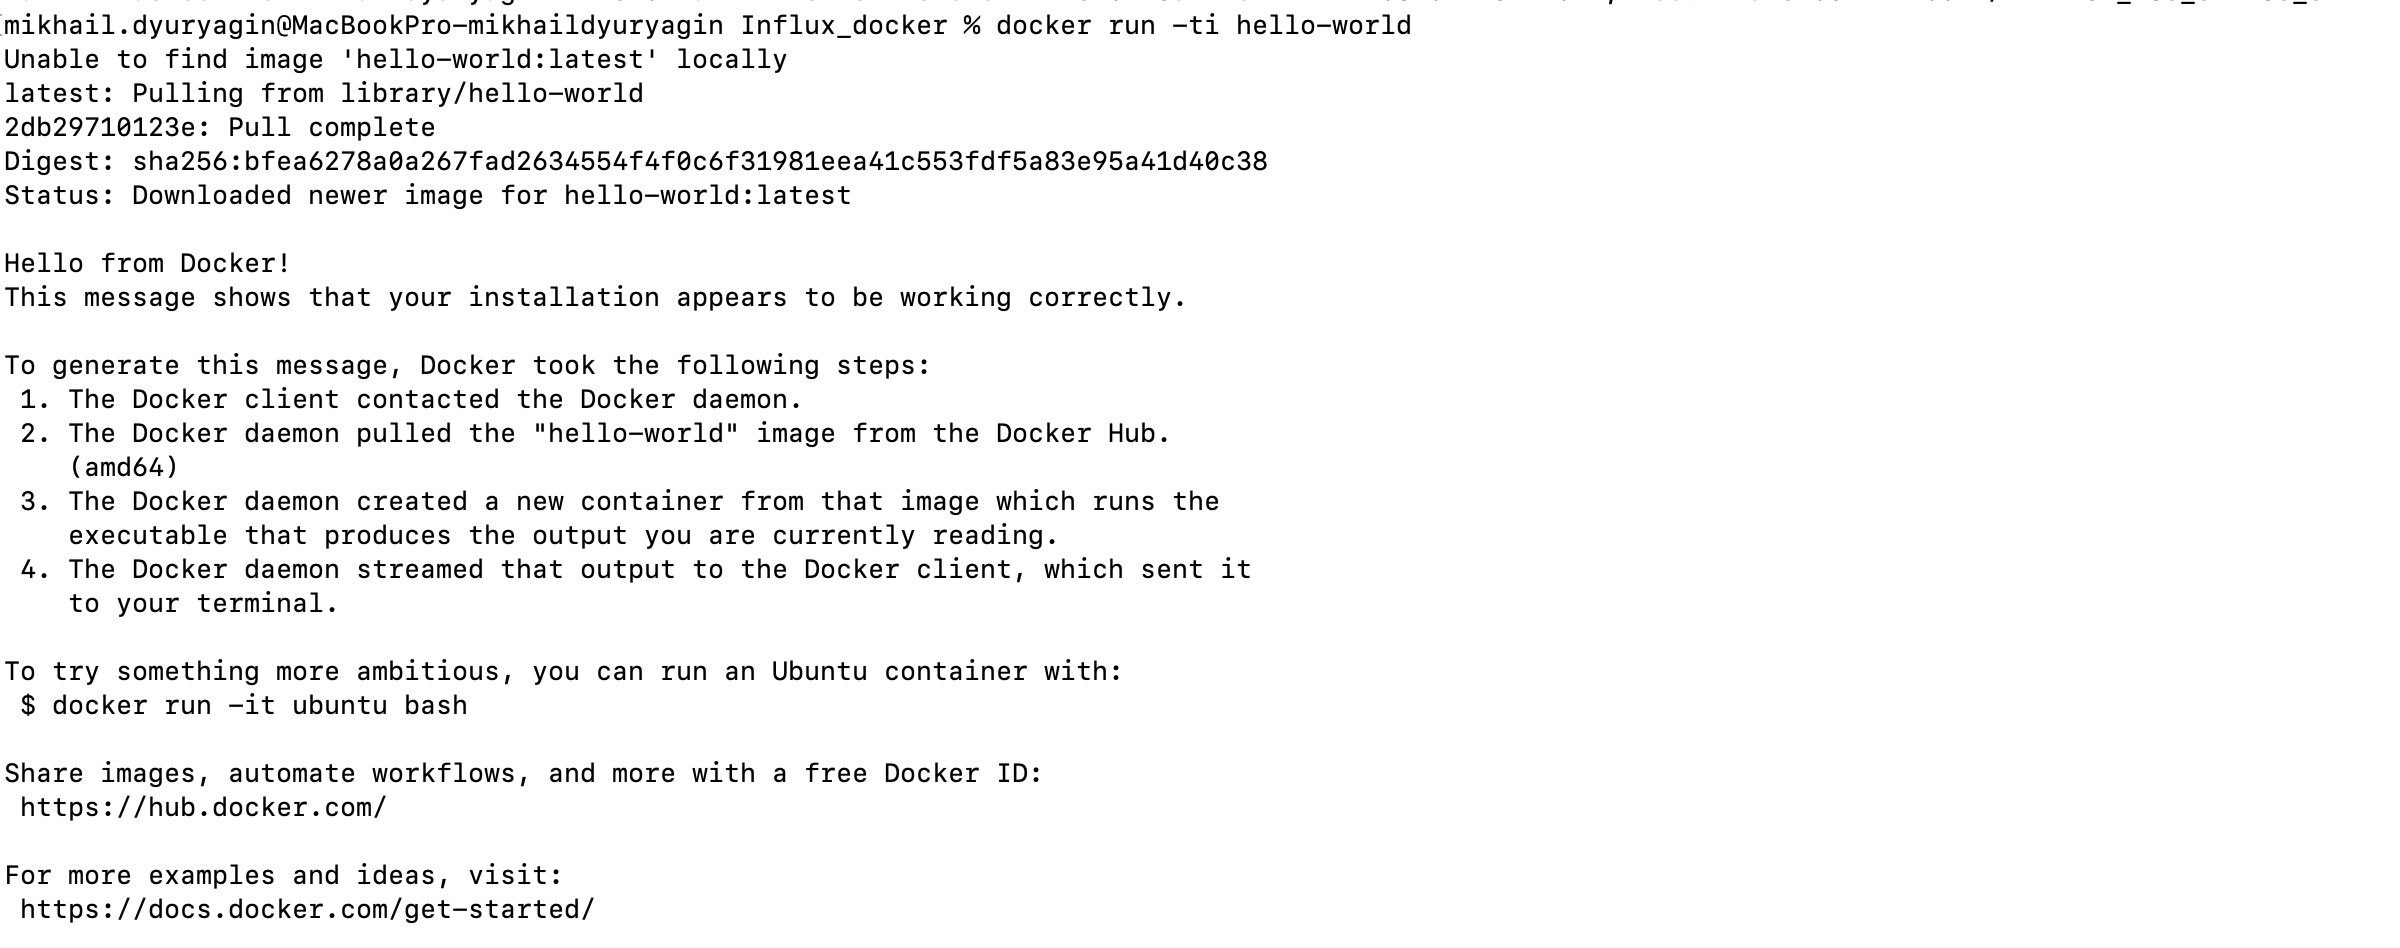 mikhail.dyuryagin@MacBookPro-mikhaildyuryagin Influx_docker % docker run -ti hello-world
Unable to find image 'hello-world:latest' locally
latest: Pulling from library/hello-world
2db29710123e: Pull complete
Digest: sha256:bfea6278a0a267fad2634554f4f0c6f31981eea41c553fdf5a83e95a41d40c38
Status: Downloaded newer image for hello-world:latest

Hello from Docker!
This message shows that your installation appears to be working correctly.

To generate this message, Docker took the following steps:
 1. The Docker client contacted the Docker daemon.
 2. The Docker daemon pulled the "hello-world" image from the Docker Hub.
    (amd64)
 3. The Docker daemon created a new container from that image which runs the
    executable that produces the output you are currently reading.
 4. The Docker daemon streamed that output to the Docker client, which sent it
    to your terminal.

To try something more ambitious, you can run an Ubuntu container with:
 $ docker run -it ubuntu bash

Share images, automate workflows, and more with a free Docker ID:
 https://hub.docker.com/

For more examples and ideas, visit:
 https://docs.docker.com/get-started/